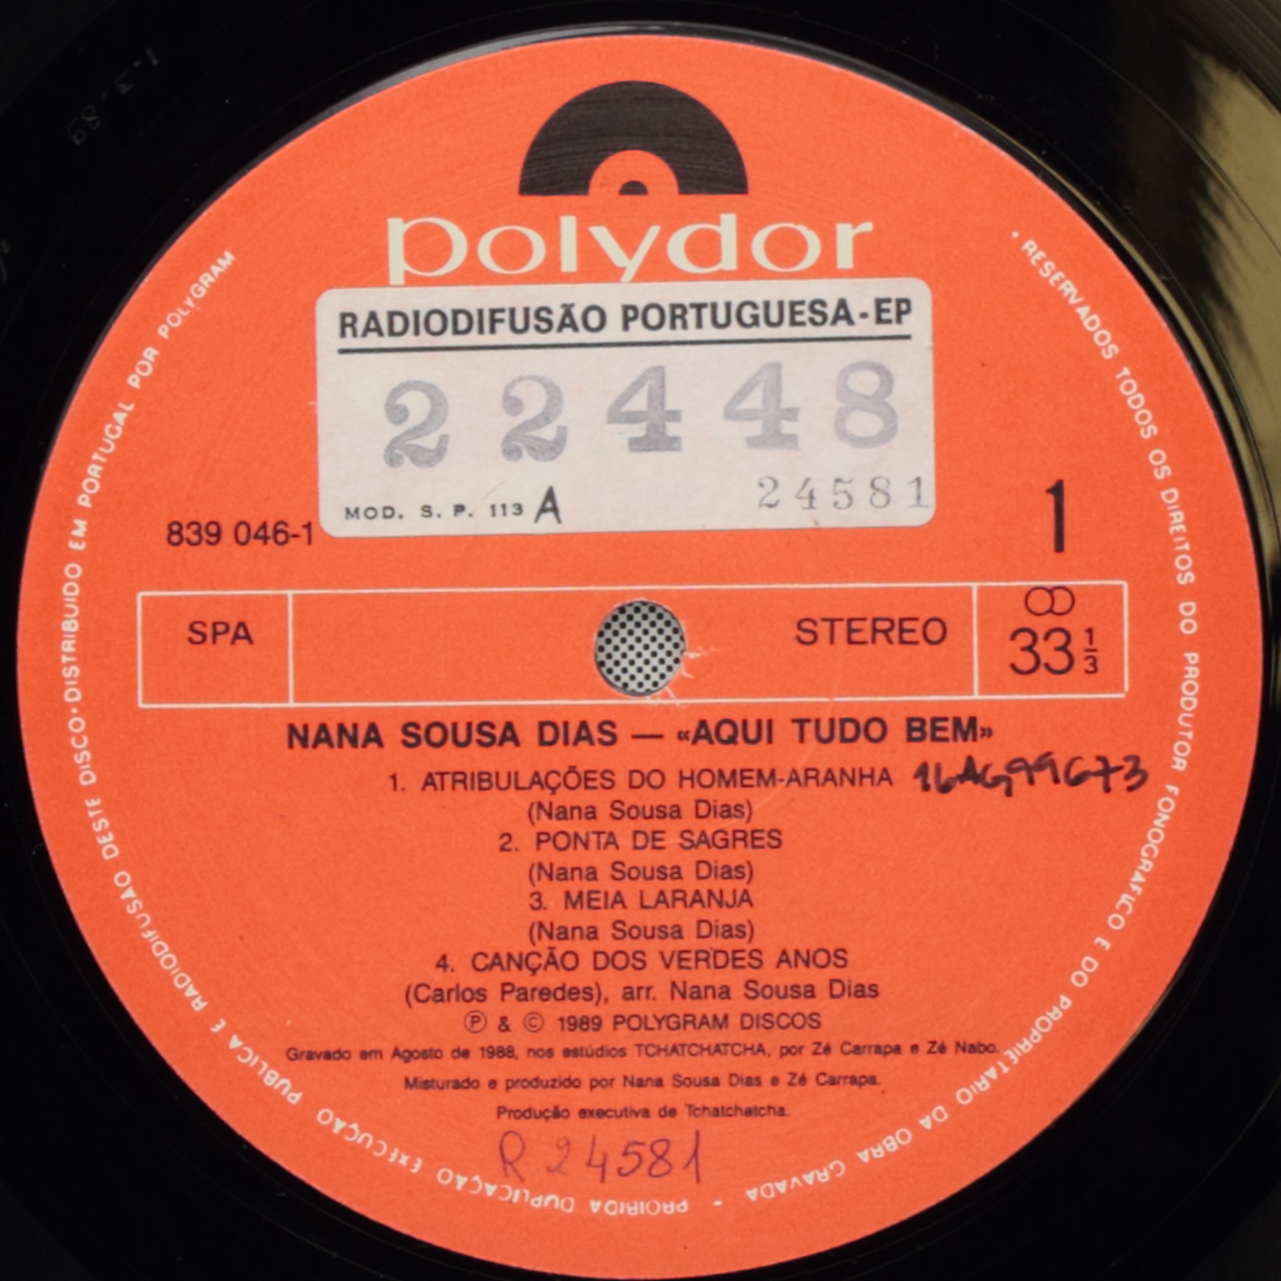 polydor
RADIODIFUSÃO PORTUGUESA-EP
22448
24581
MOD. S. P. 113 A
839 046-1
1
SPA
STEREO
33 1/3
NANA SOUSA DIAS — «AQUI TUDO BEM»
1. ATRIBULAÇÕES DO HOMEM-ARANHA
16AG99673
(Nana Sousa Dias)
2. PONTA DE SAGRES
(Nana Sousa Dias)
3. MEIA LARANJA
(Nana Sousa Dias)
4. CANÇÃO DOS VERDES ANOS
(Carlos Paredes), arr. Nana Sousa Dias
Ⓟ & © 1989 POLYGRAM DISCOS
Gravado em Agosto de 1988, nos estúdios TCHATCHATCHA, por Zé Carrapa e Zé Nabo.
Misturado e produzido por Nana Sousa Dias e Zé Carrapa.
Produção executiva de Tchatchatcha.
R 24581
· RESERVADOS TODOS OS DIREITOS DO PRODUTOR FONOGRAFICO E DO PROPRIETARIO DA OBRA GRAVADA - PROIBIDA DUPLICAÇÃO EXECUÇÃO PUBLICA E RADIODIFUSAO DESTE DISCO·DISTRIBUIDO EM PORTUGAL POR POLYGRAM